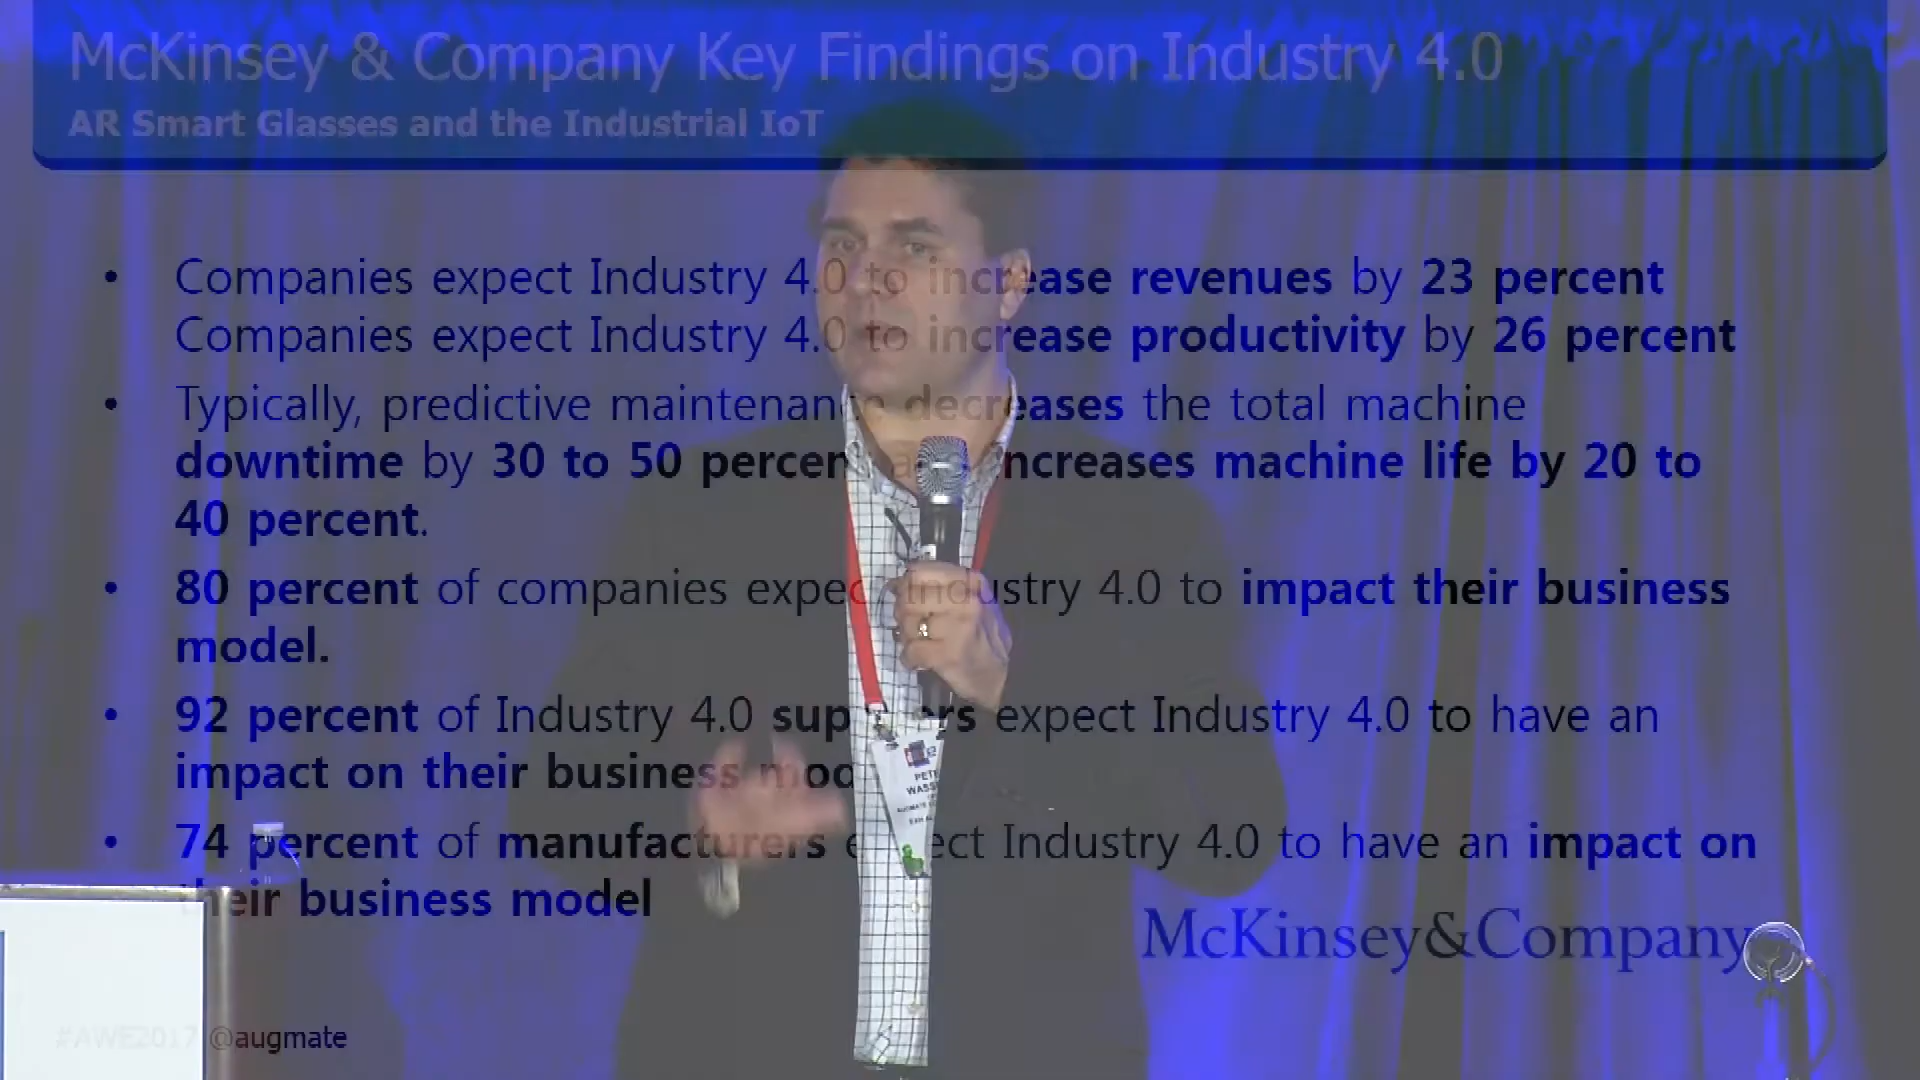 McKinsey & Company Key Findings on Industry 4.0
AR Smart Glasses and the Industrial IoT
• Companies expect Industry 4.0 to increase revenues by 23 percent
Companies expect Industry 4.0 to increase productivity by 26 percent
• Typically, predictive maintenance decreases the total machine
downtime by 30 to 50 percent and increases machine life by 20 to
40 percent.
• 80 percent of companies expect Industry 4.0 to impact their business
model.
• 92 percent of Industry 4.0 suppliers expect Industry 4.0 to have an
impact on their business model
• 74 percent of manufacturers expect Industry 4.0 to have an impact on
their business model
McKinsey&Company
#AWE2017 @augmate
PETE